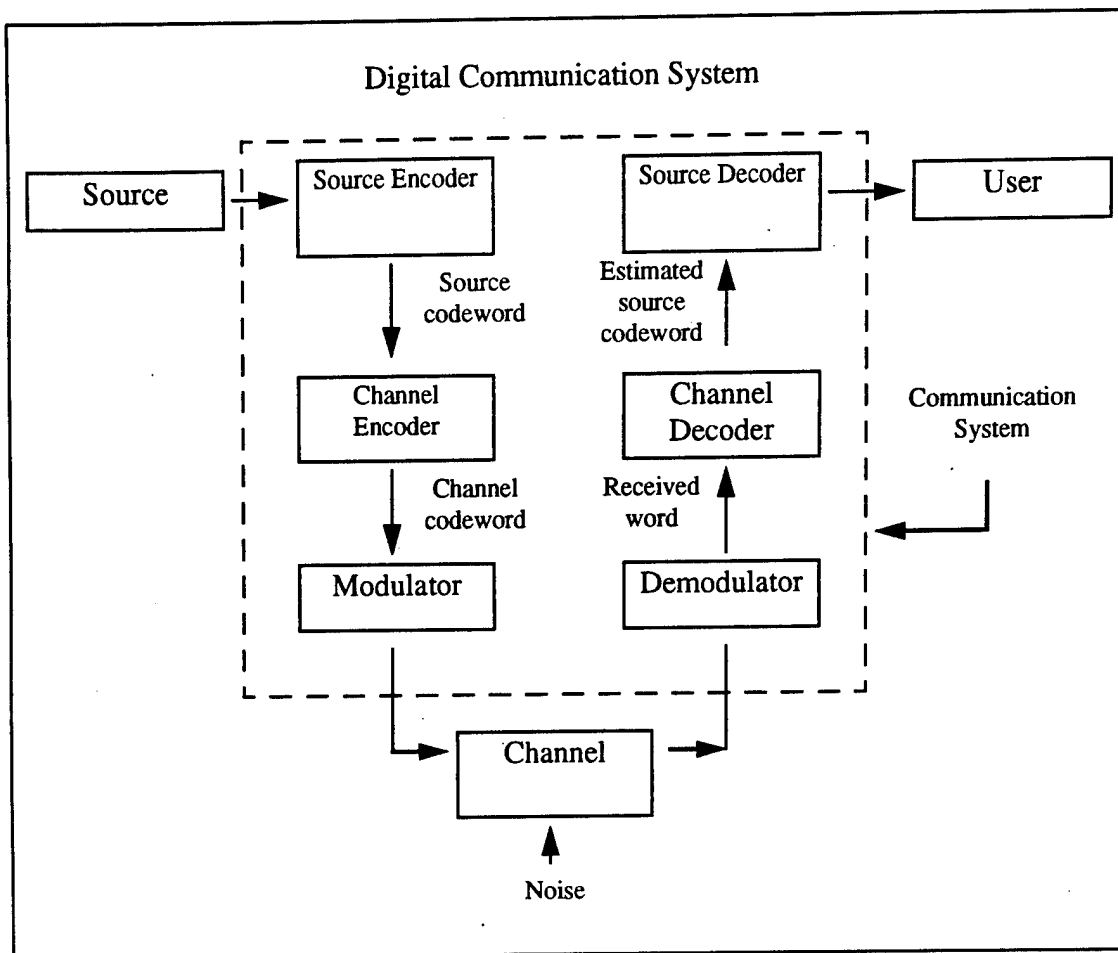 Digital Communication System
Source
Source Encoder
Source Decoder
User
Source
codeword
Estimated
source
codeword
Channel
Encoder
Channel
Decoder
Communication
System
Channel
codeword
Received
word
Modulator
Demodulator
Channel
Noise